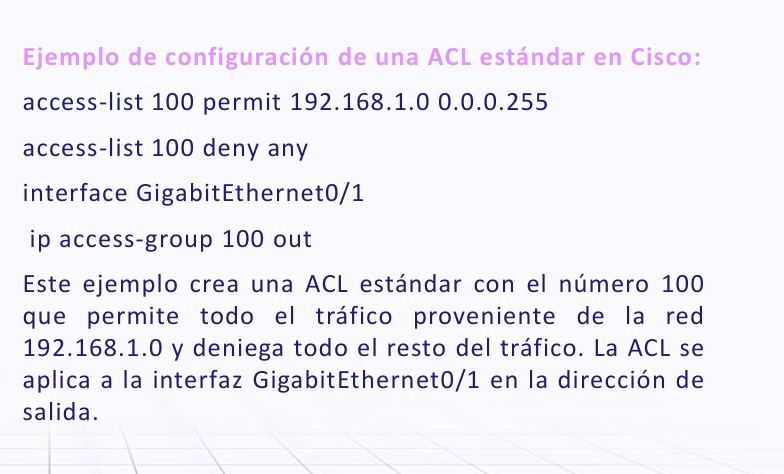 Ejemplo de configuración de una ACL estándar en Cisco:
access-list 100 permit 192.168.1.0 0.0.0.255
access-list 100 deny any
interface GigabitEthernet0/1
ip access-group 100 out
Este ejemplo crea una ACL estándar con el número 100
que permite todo el tráfico proveniente de la red
192.168.1.0 y deniega todo el resto del tráfico. La ACL se
aplica a la interfaz GigabitEthernet0/1 en la dirección de
salida.